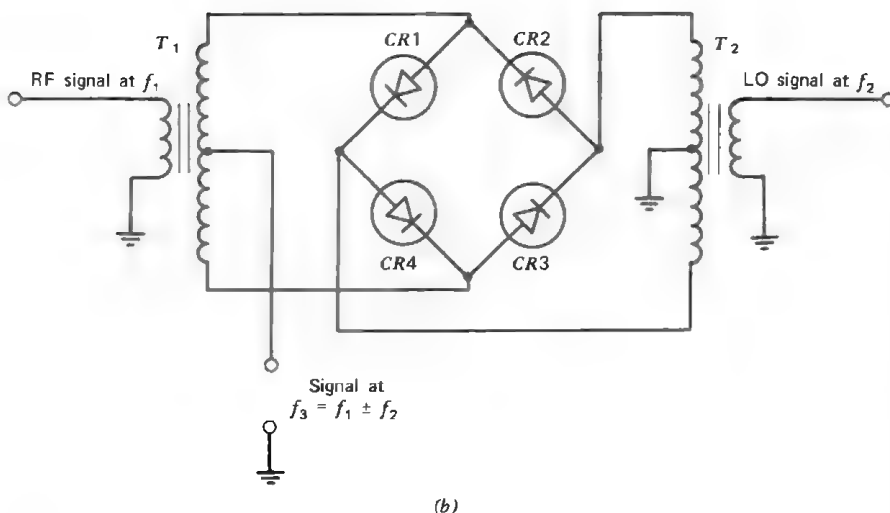 T1
CR1
CR2
T2
RF signal at f1
LO signal at f2
CR4
CR3
Signal at
f3 = f1 ± f2
(b)